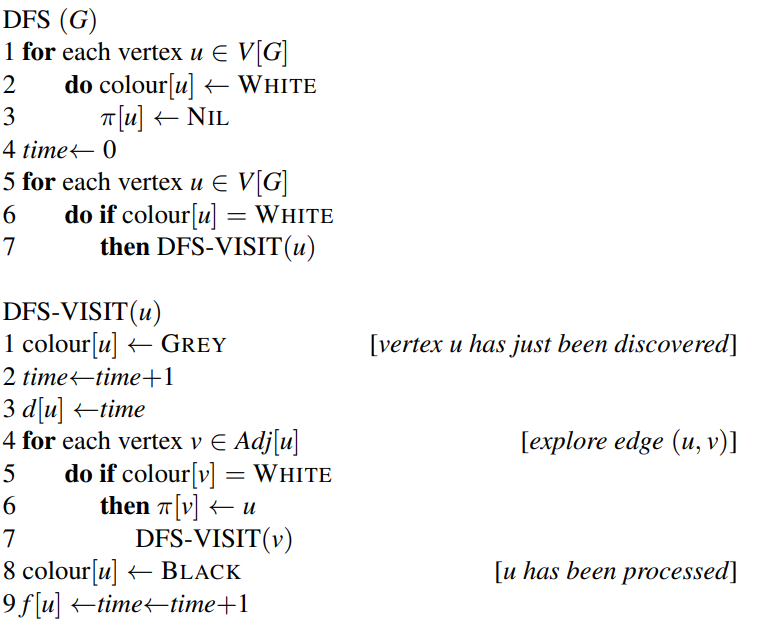 DFS (G)
1 for each vertex u ∈ V[G]
2 do colour[u] ← WHITE
3 π[u] ← NIL
4 time← 0
5 for each vertex u ∈ V[G]
6 do if colour[u] = WHITE
7 then DFS-VISIT(u)
DFS-VISIT(u)
1 colour[u] ← GREY [vertex u has just been discovered]
2 time←time+1
3 d[u] ←time
4 for each vertex v ∈ Adj[u] [explore edge (u, v)]
5 do if colour[v] = WHITE
6 then π[v] ← u
7 DFS-VISIT(v)
8 colour[u] ← BLACK [u has been processed]
9 f[u] ←time←time+1